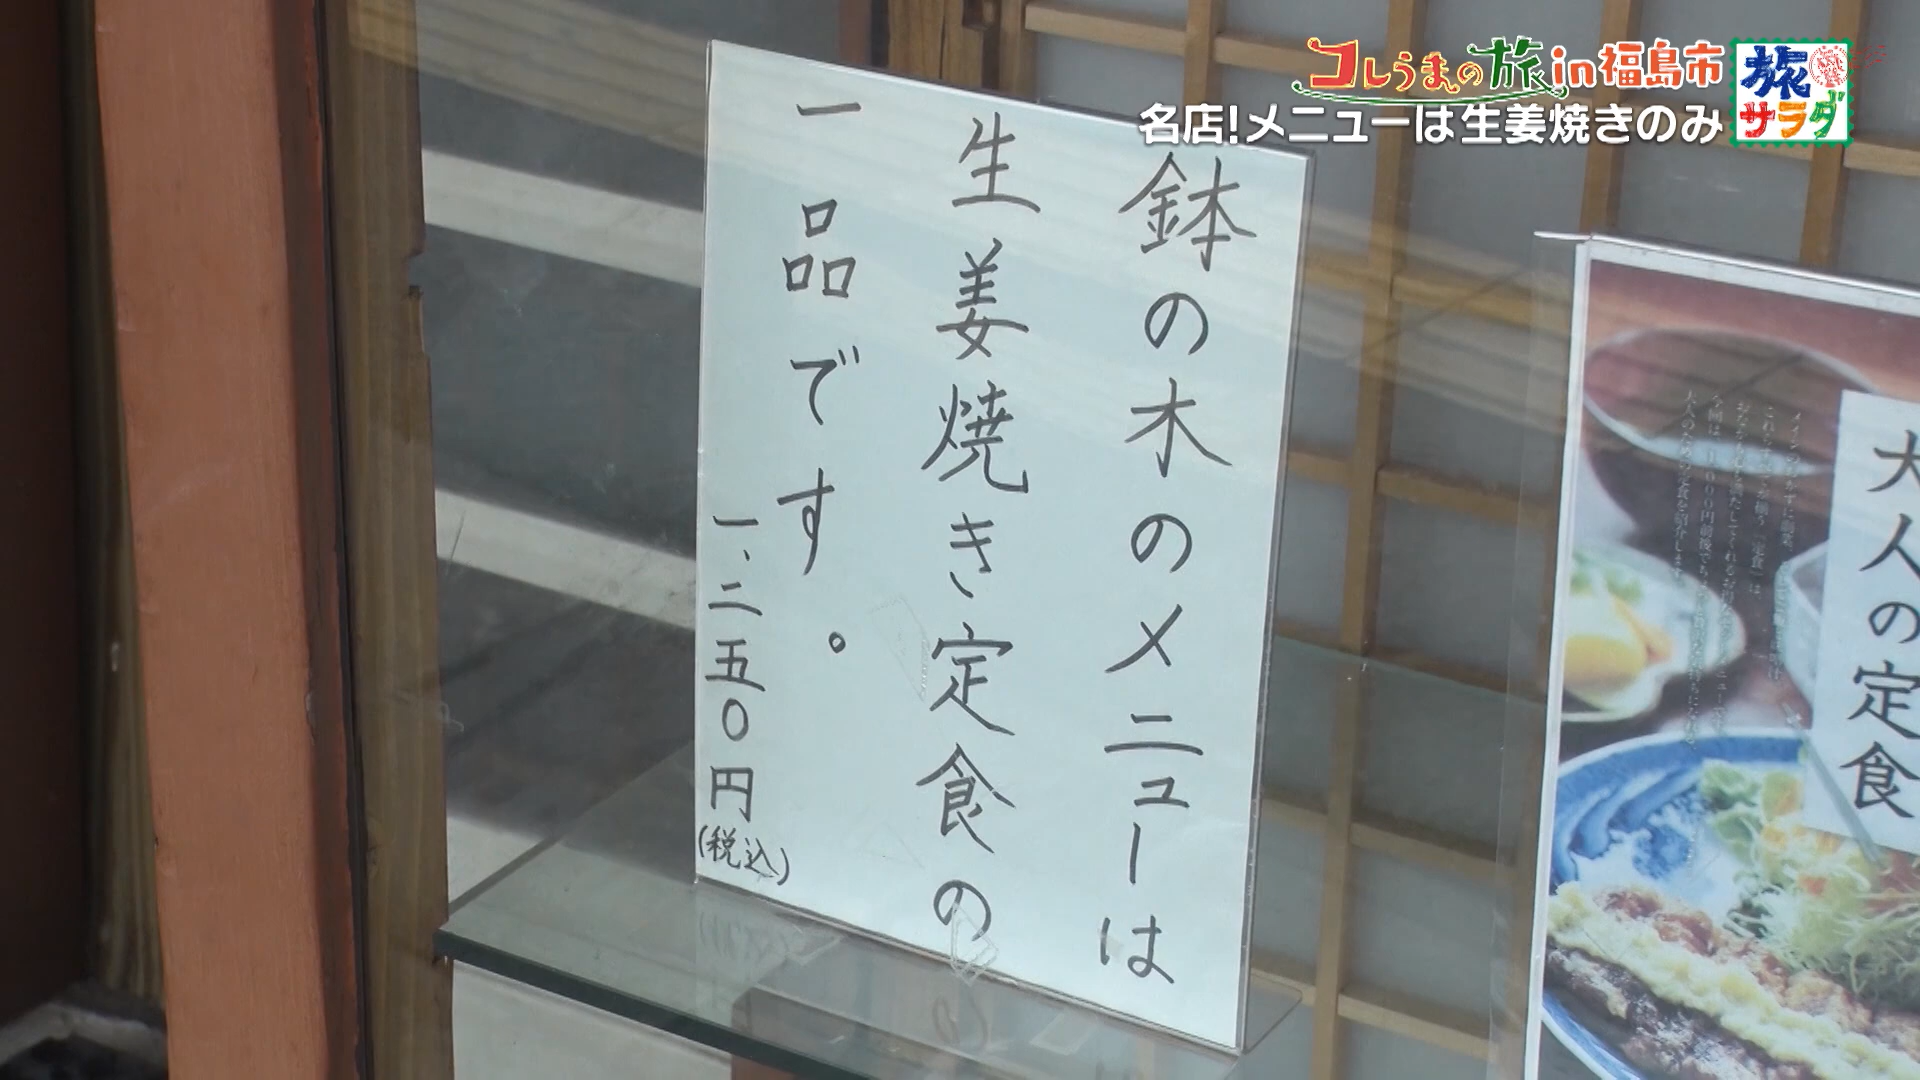 コレうまの旅in福島市
旅サラダ
名店!メニューは生姜焼きのみ
鉢の木のメニューは
生姜焼き定食の
一品です。
一、二五〇円
(税込)
大人の定食